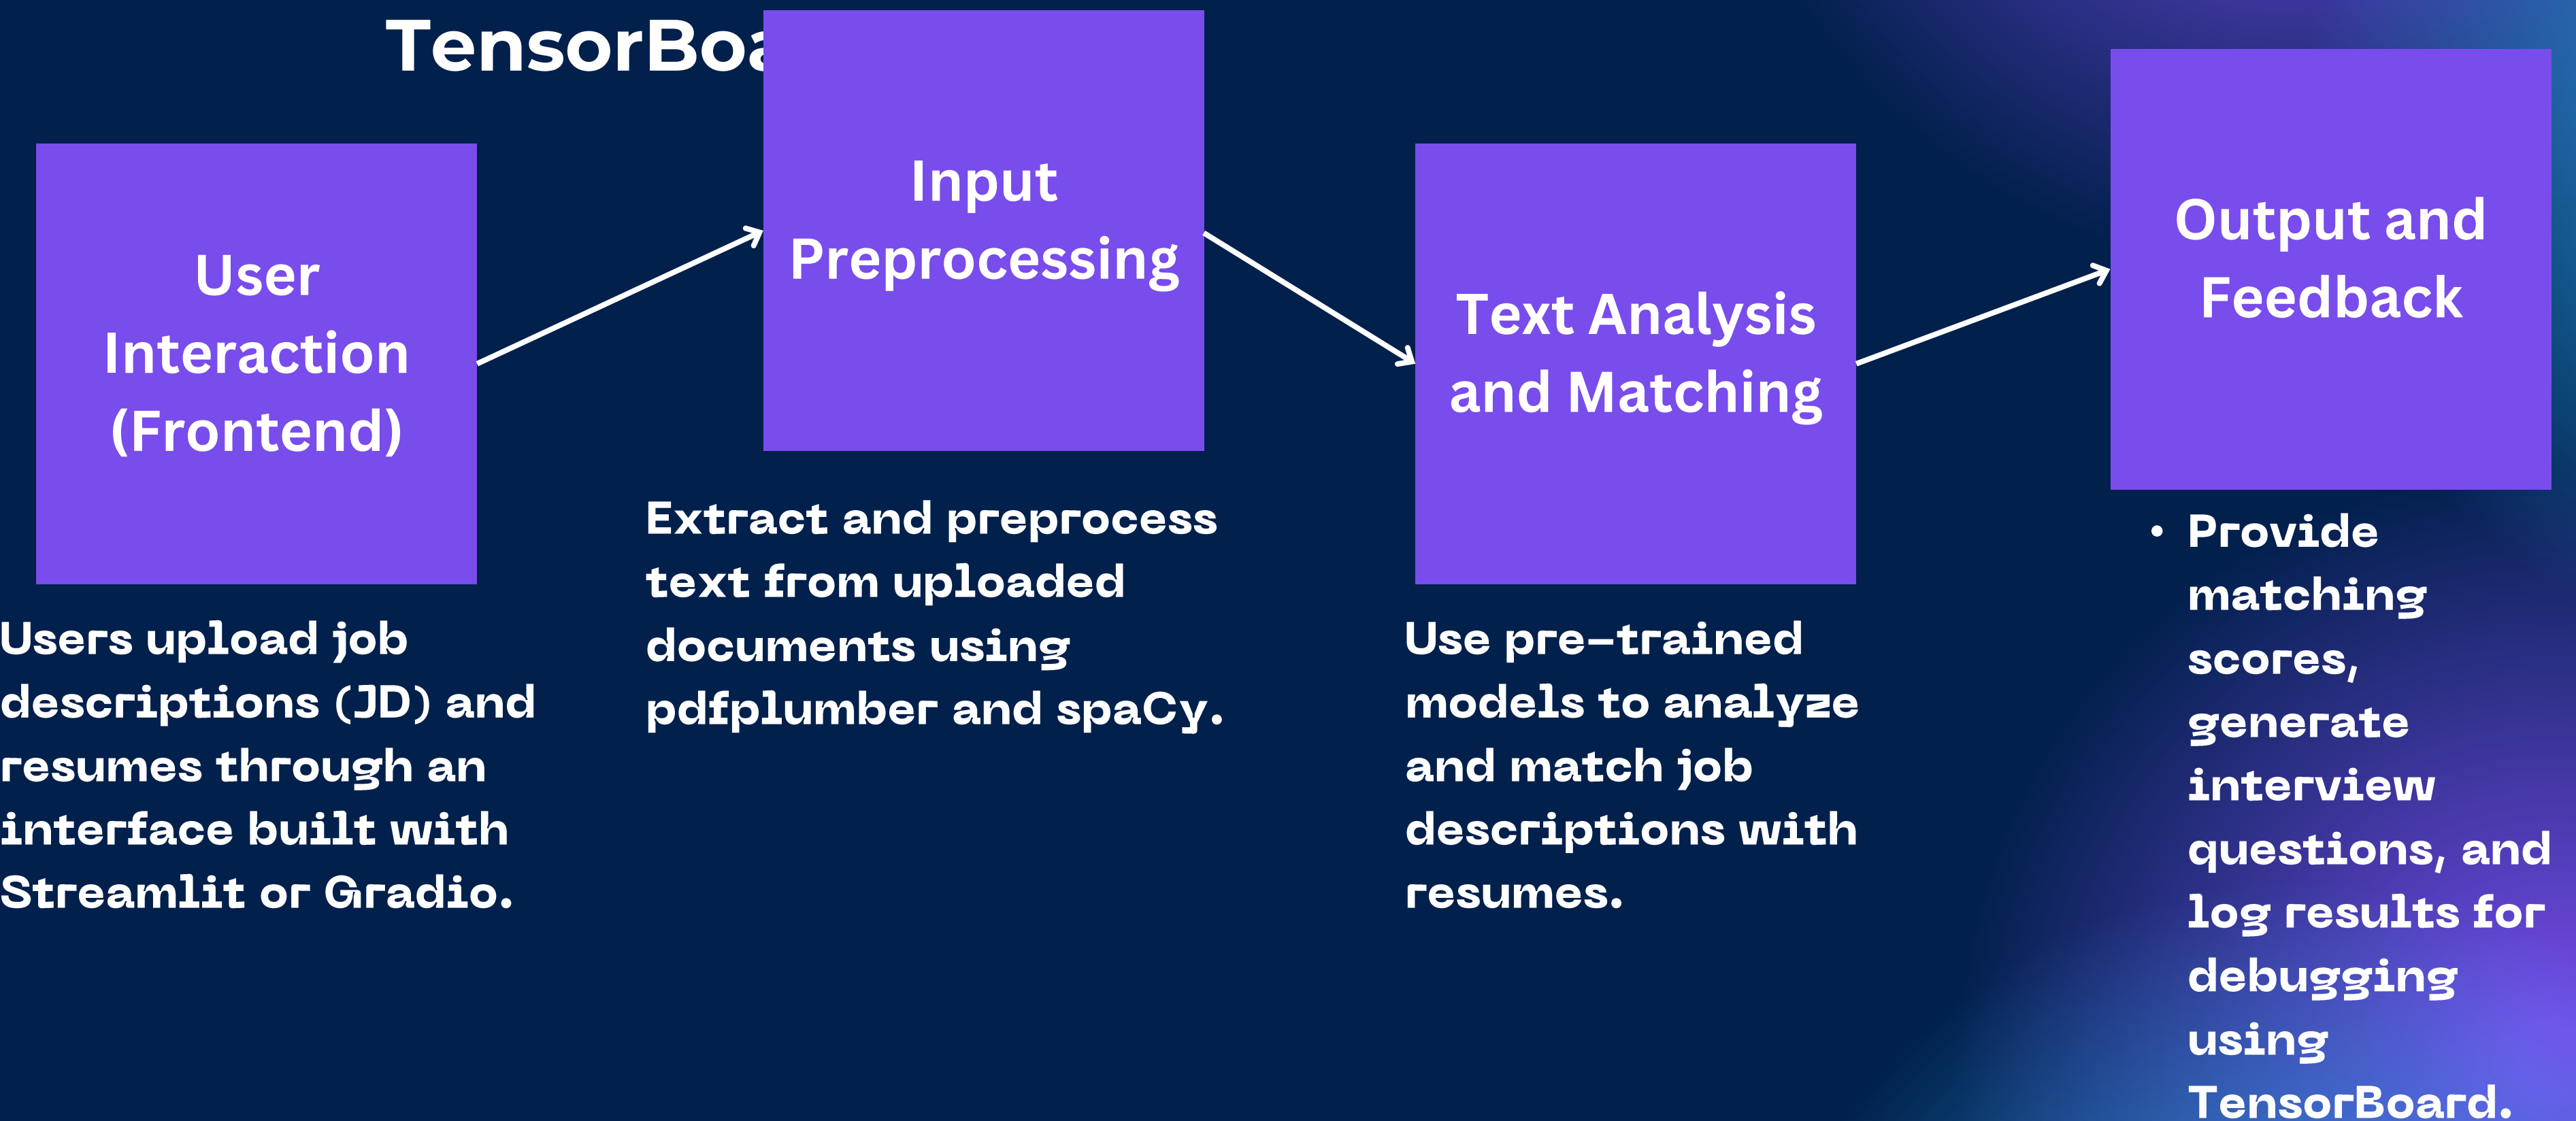 TensorBoa
User
Interaction
(Frontend)
Users upload job
descriptions (JD) and
resumes through an
interface built with
Streamlit or Gradio.
Input
Preprocessing
Extract and preprocess
text from uploaded
documents using
pdfplumber and spaCy.
Text Analysis
and Matching
Use pre-trained
models to analyze
and match job
descriptions with
resumes.
Output and
Feedback
• Provide
matching
scores,
generate
interview
questions, and
log results for
debugging
using
TensorBoard.